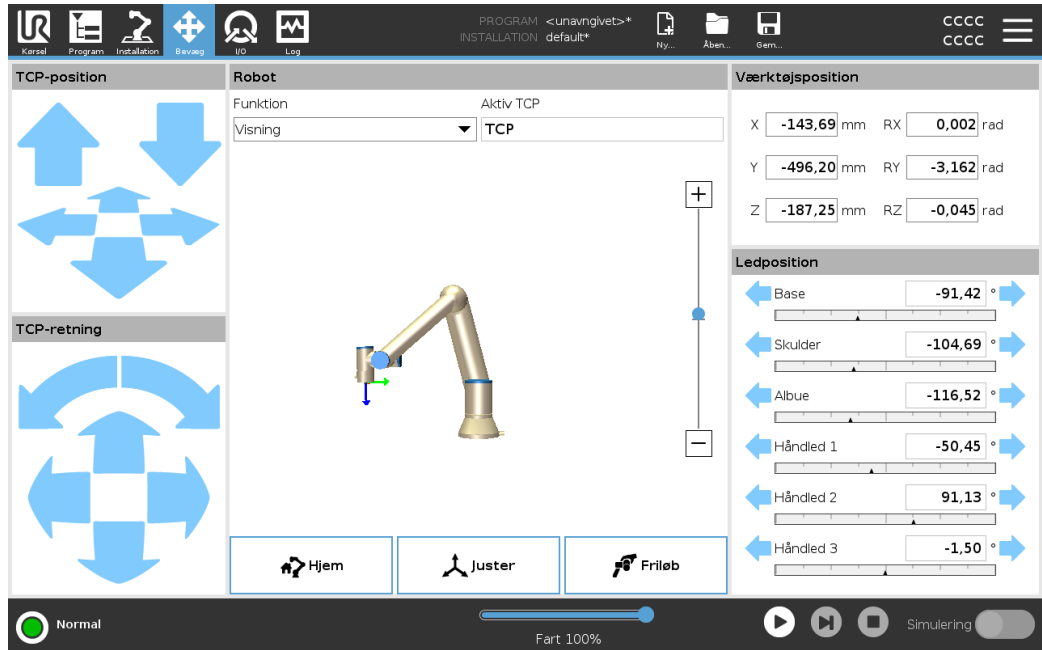 Kørsel
Program
Installation
Bevæg
I/O
Log
PROGRAM <unavngivet>*
INSTALLATION default*
Ny...
Åben...
Gem...
CCCC
CCCC
TCP-position
TCP-retning
Robot
Funktion
Aktiv TCP
Visning
TCP
Hjem
Juster
Friløb
Værktøjsposition
X -143,69 mm RX 0,002 rad
Y -496,20 mm RY -3,162 rad
Z -187,25 mm RZ -0,045 rad
Ledposition
Base -91,42 °
Skulder -104,69 °
Albue -116,52 °
Håndled 1 -50,45 °
Håndled 2 91,13 °
Håndled 3 -1,50 °
Normal
Fart 100%
Simulering